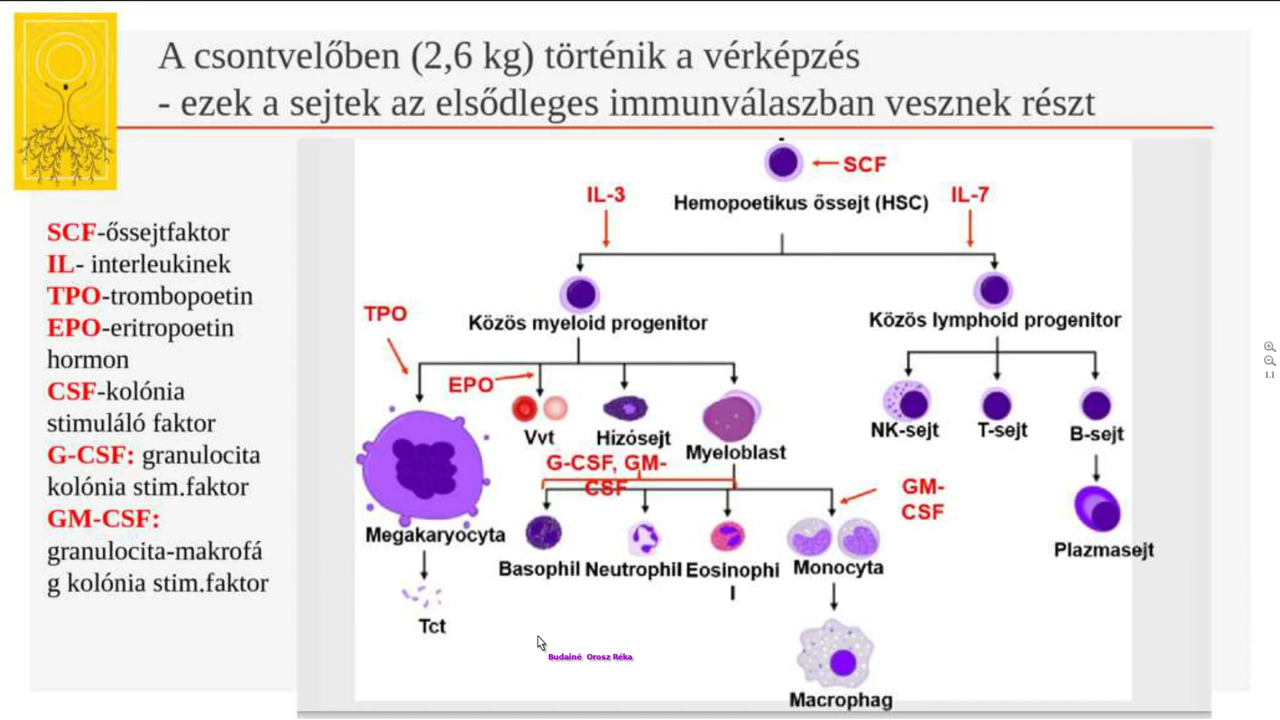 A csontvelőben (2,6 kg) történik a vérképzés
- ezek a sejtek az elsődleges immunválaszban vesznek részt
SCF-őssejtfaktor
IL- interleukinek
TPO-trombopoetin
EPO-eritropoetin
hormon
CSF-kolónia
stimuláló faktor
G-CSF: granulocita
kolónia stim.faktor
GM-CSF:
granulocita-makrofá
g kolónia stim.faktor
SCF
IL-3
Hemopoetikus őssejt (HSC)
IL-7
TPO
Közös myeloid progenitor
Közös lymphoid progenitor
EPO
Vvt
Hízósejt
Myeloblast
NK-sejt
T-sejt
B-sejt
G-CSF, GM-
CSF
GM-
CSF
Megakaryocyta
Basophil
Neutrophil
Eosinophi
l
Monocyta
Plazmasejt
Tct
Macrophag
Budainé Orosz Réka
1:1